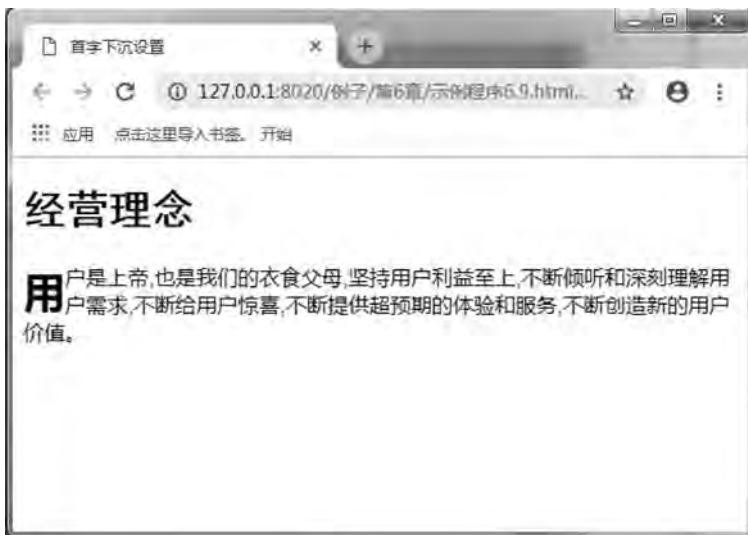 首字下沉设置
127.0.0.1:8020/例子/第6章/示例程序6.9.html...
应用 点击这里导入书签。 开始
经营理念
用户是上帝,也是我们的衣食父母,坚持用户利益至上,不断倾听和深刻理解用
户需求,不断给用户惊喜,不断提供超预期的体验和服务,不断创造新的用户
价值。